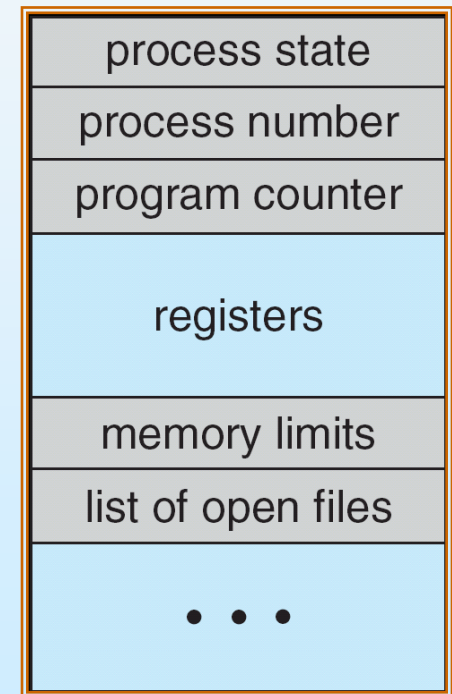 process state
process number
program counter
registers
memory limits
list of open files
• • •